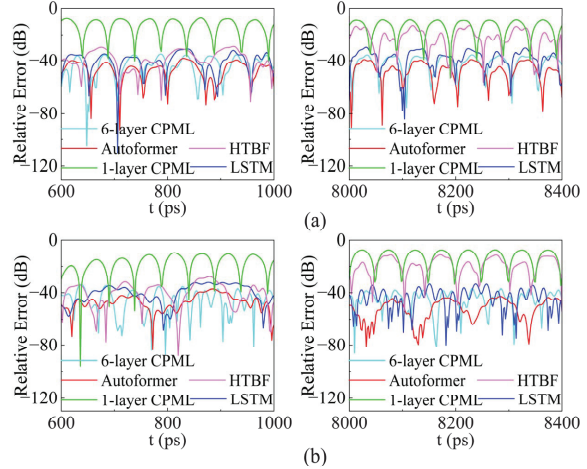 0
−40
−80
−120
Relative Error (dB)
6-layer CPML
Autoformer HTBF
1-layer CPML LSTM
600 800 1000
t (ps)
0
−40
−80
−120
Relative Error (dB)
6-layer CPML
Autoformer HTBF
1-layer CPML LSTM
8000 8200 8400
t (ps)
(a)
0
−40
−80
−120
Relative Error (dB)
6-layer CPML
Autoformer HTBF
1-layer CPML LSTM
600 800 1000
t (ps)
0
−40
−80
−120
Relative Error (dB)
6-layer CPML
Autoformer HTBF
1-layer CPML LSTM
8000 8200 8400
t (ps)
(b)